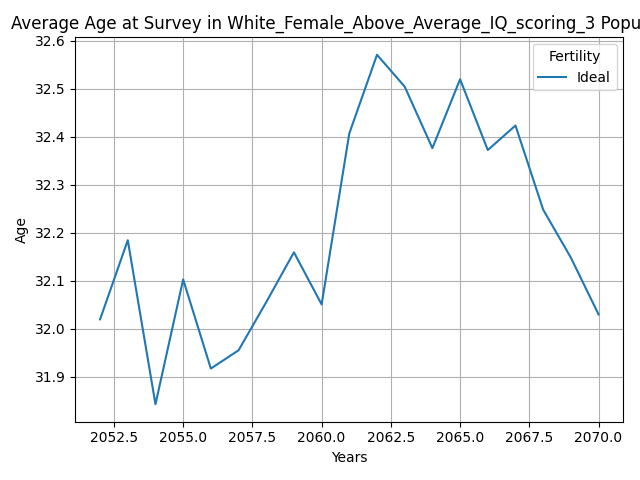 Average Age at Survey in White_Female_Above_Average_IQ_scoring_3 Popu
32.6
32.5
32.4
32.3
32.2
32.1
32.0
31.9
Age
Fertility
Ideal
2052.5 2055.0 2057.5 2060.0 2062.5 2065.0 2067.5 2070.0
Years